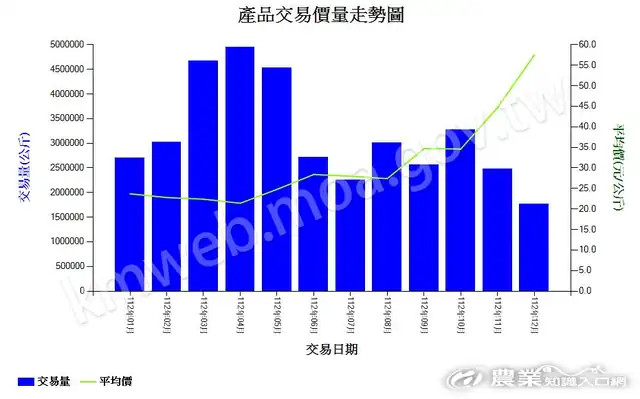 產品交易價量走勢圖
交易量(公斤)
5000000
4500000
4000000
3500000
3000000
2500000
2000000
1500000
1000000
500000
0
平均價(元/公斤)
60.0
55.0
50.0
45.0
40.0
35.0
30.0
25.0
20.0
15.0
10.0
5.0
0.0
112年01月
112年02月
112年03月
112年04月
112年05月
112年06月
112年07月
112年08月
112年09月
112年10月
112年11月
112年12月
交易日期
交易量
平均價
kmweb.moa.gov.tw
農業知識入口網